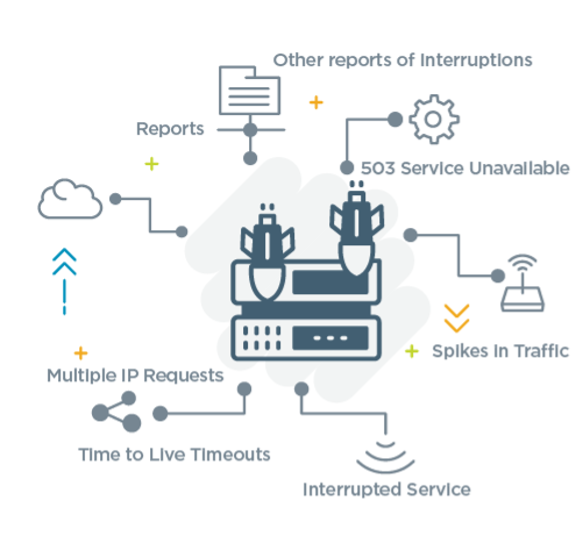 Other reports of Interruptions
Reports
503 Service Unavailable
Spikes in Traffic
Multiple IP Requests
Time to Live Timeouts
Interrupted Service